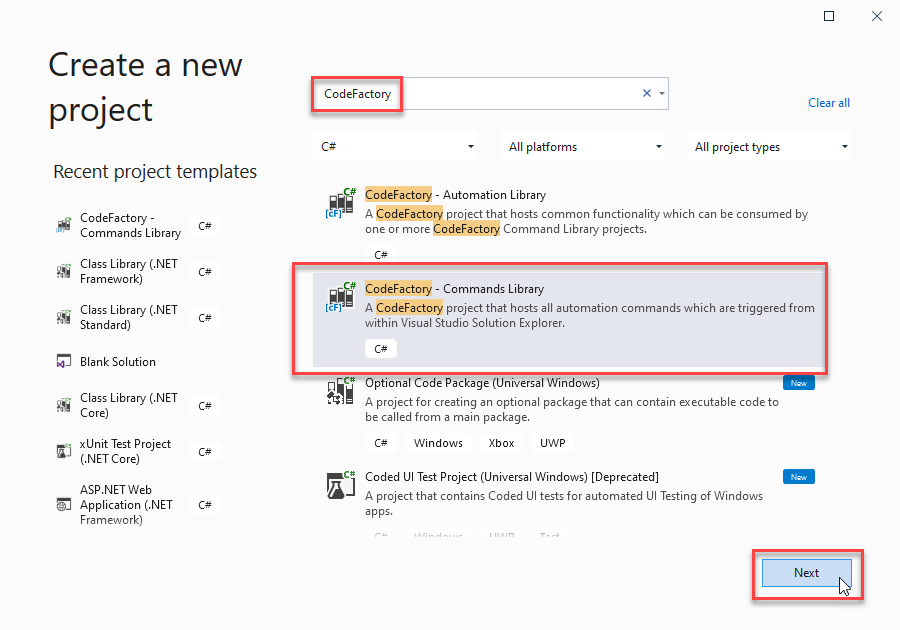 Create a new
project
Recent project templates
CodeFactory -
Commands Library
C#
Class Library (.NET
Framework)
C#
Class Library (.NET
Standard)
C#
Blank Solution
Class Library (.NET
Core)
C#
xUnit Test Project
(.NET Core)
C#
ASP.NET Web
Application (.NET
Framework)
C#
CodeFactory
Clear all
C#
All platforms
All project types
C#
[cF]
CodeFactory - Automation Library
A CodeFactory project that hosts common functionality which can be consumed by
one or more CodeFactory Command Library projects.
C#
C#
[cF]
CodeFactory - Commands Library
A CodeFactory project that hosts all automation commands which are triggered from
within Visual Studio Solution Explorer.
C#
C#
Optional Code Package (Universal Windows)
New
A project for creating an optional package that can contain executable code to
be called from a main package.
C# Windows Xbox UWP
C#
Coded UI Test Project (Universal Windows) [Deprecated]
New
A project that contains Coded UI tests for automated UI Testing of Windows
apps.
C# Windows UWP Test
Next